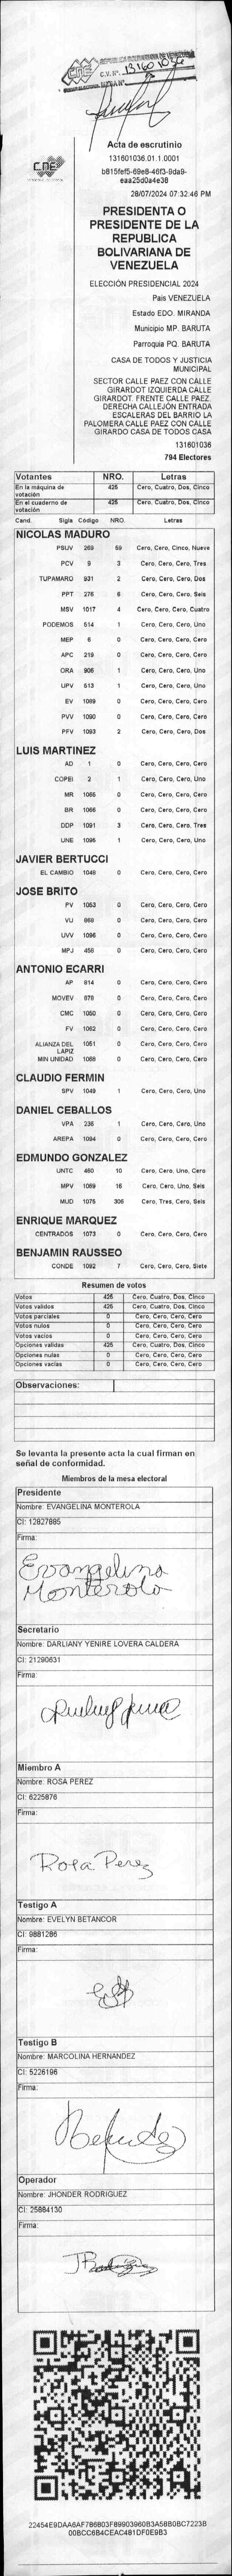 CNE
C.V. Nº. 131601036
CNE
Acta de escrutinio
131601036.01.1.0001
b815fef5-69e8-46f3-9da9-
eaa25d0a4e38
28/07/2024 07:32:46 PM
PRESIDENTA O
PRESIDENTE DE LA
REPUBLICA
BOLIVARIANA DE
VENEZUELA
ELECCIÓN PRESIDENCIAL 2024
Pais VENEZUELA
Estado EDO. MIRANDA
Municipio MP. BARUTA
Parroquia PQ. BARUTA
CASA DE TODOS Y JUSTICIA
MUNICIPAL
SECTOR CALLE PAEZ CON CALLE
GIRARDOT IZQUIERDA CALLE
GIRARDOT. FRENTE CALLE PAEZ.
DERECHA CALLEJÓN ENTRADA
ESCALERAS DEL BARRIO LA
PALOMERA CALLE PAEZ CON CALLE
GIRARDO CASA DE TODOS CASA
131601036
794 Electores
Votantes NRO. Letras
En la máquina de votación 425 Cero, Cuatro, Dos, Cinco
En el cuaderno de votación 425 Cero, Cuatro, Dos, Cinco
Cand. Sigla Código NRO. Letras
NICOLAS MADURO
PSUV 269 59 Cero, Cero, Cinco, Nueve
PCV 9 3 Cero, Cero, Cero, Tres
TUPAMARO 931 2 Cero, Cero, Cero, Dos
PPT 276 6 Cero, Cero, Cero, Seis
MSV 1017 4 Cero, Cero, Cero, Cuatro
PODEMOS 514 1 Cero, Cero, Cero, Uno
MEP 6 0 Cero, Cero, Cero, Cero
APC 219 0 Cero, Cero, Cero, Cero
ORA 906 1 Cero, Cero, Cero, Uno
UPV 513 1 Cero, Cero, Cero, Uno
EV 1089 0 Cero, Cero, Cero, Cero
PVV 1090 0 Cero, Cero, Cero, Cero
PFV 1093 2 Cero, Cero, Cero, Dos
LUIS MARTINEZ
AD 1 0 Cero, Cero, Cero, Cero
COPEI 2 1 Cero, Cero, Cero, Uno
MR 1065 0 Cero, Cero, Cero, Cero
BR 1066 0 Cero, Cero, Cero, Cero
DDP 1091 3 Cero, Cero, Cero, Tres
UNE 1095 1 Cero, Cero, Cero, Uno
JAVIER BERTUCCI
EL CAMBIO 1048 0 Cero, Cero, Cero, Cero
JOSE BRITO
PV 1053 0 Cero, Cero, Cero, Cero
VU 869 0 Cero, Cero, Cero, Cero
UVV 1096 0 Cero, Cero, Cero, Cero
MPJ 458 0 Cero, Cero, Cero, Cero
ANTONIO ECARRI
AP 814 0 Cero, Cero, Cero, Cero
MOVEV 878 0 Cero, Cero, Cero, Cero
CMC 1050 0 Cero, Cero, Cero, Cero
FV 1062 0 Cero, Cero, Cero, Cero
ALIANZA DEL LAPIZ 1051 0 Cero, Cero, Cero, Cero
MIN UNIDAD 1068 0 Cero, Cero, Cero, Cero
CLAUDIO FERMIN
SPV 1049 1 Cero, Cero, Cero, Uno
DANIEL CEBALLOS
VPA 236 1 Cero, Cero, Cero, Uno
AREPA 1094 0 Cero, Cero, Cero, Cero
EDMUNDO GONZALEZ
UNTC 460 10 Cero, Cero, Uno, Cero
MPV 1069 16 Cero, Cero, Uno, Seis
MUD 1075 306 Cero, Tres, Cero, Seis
ENRIQUE MARQUEZ
CENTRADOS 1073 0 Cero, Cero, Cero, Cero
BENJAMIN RAUSSEO
CONDE 1092 7 Cero, Cero, Cero, Siete
Resumen de votos
Votos 425 Cero, Cuatro, Dos, Cinco
Votos validos 425 Cero, Cuatro, Dos, Cinco
Votos parciales 0 Cero, Cero, Cero, Cero
Votos nulos 0 Cero, Cero, Cero, Cero
Votos vacios 0 Cero, Cero, Cero, Cero
Opciones validas 425 Cero, Cuatro, Dos, Cinco
Opciones nulas 0 Cero, Cero, Cero, Cero
Opciones vacias 0 Cero, Cero, Cero, Cero
Observaciones:
Se levanta la presente acta la cual firman en
señal de conformidad.
Miembros de la mesa electoral
Presidente
Nombre: EVANGELINA MONTEROLA
CI: 12827885
Firma:
Evangelina
Monterola
Secretario
Nombre: DARLIANY YENIRE LOVERA CALDERA
CI: 21290631
Firma:
Miembro A
Nombre: ROSA PEREZ
CI: 6225876
Firma:
Rosa Perez
Testigo A
Nombre: EVELYN BETANCOR
CI: 9881286
Firma:
Testigo B
Nombre: MARCOLINA HERNANDEZ
CI: 5226196
Firma:
Operador
Nombre: JHONDER RODRIGUEZ
CI: 25884130
Firma:
22454E9DAA6AF786803F89903960B3A58B0BC7223B
00BCC6B4CEAC481DF0E9B3